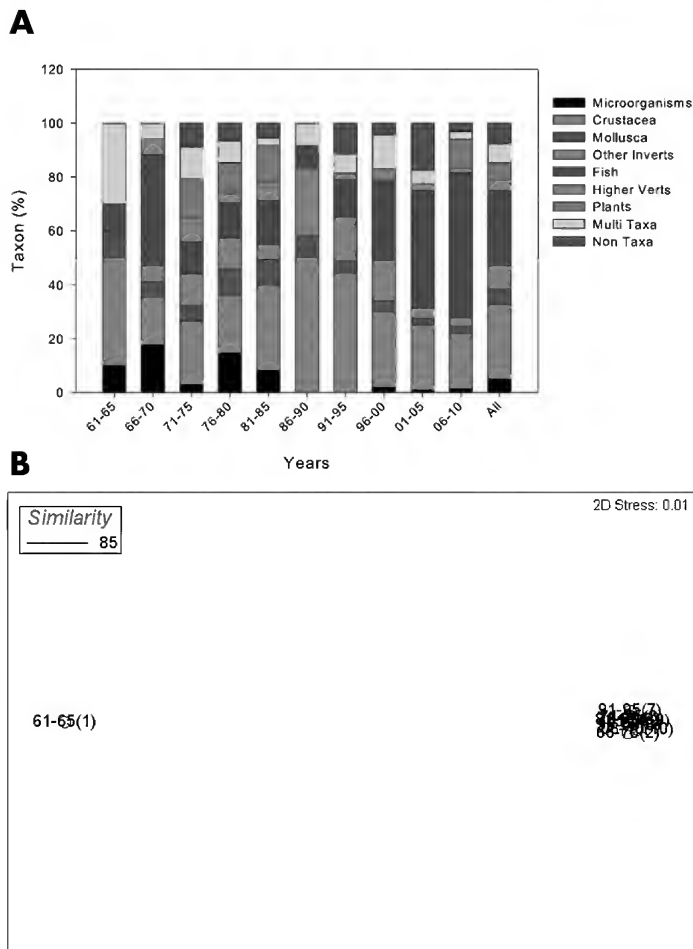 A
120
100
80
60
40
20
0
Taxon (%)
61-65
66-70
71-75
76-80
81-85
86-90
91-95
96-00
01-05
06-10
All
Years
Microorganisms
Crustacea
Mollusca
Other Inverts
Fish
Higher Verts
Plants
Multi Taxa
Non Taxa
B
Similarity
85
2D Stress: 0.01
61-65(1)
91-95(7)